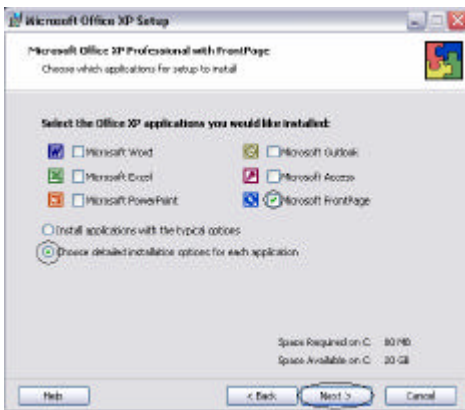 Microsoft Office XP Setup
Microsoft Office XP Professional with FrontPage
Choose which applications for setup to install
Select the Office XP applications you would like installed:
Microsoft Word
Microsoft Outlook
Microsoft Excel
Microsoft Access
Microsoft PowerPoint
Microsoft FrontPage
Install applications with the typical options
Choose detailed installation options for each application
Space Required on C: 80 MB
Space Available on C: 20 GB
Help
< Back
Next >
Cancel